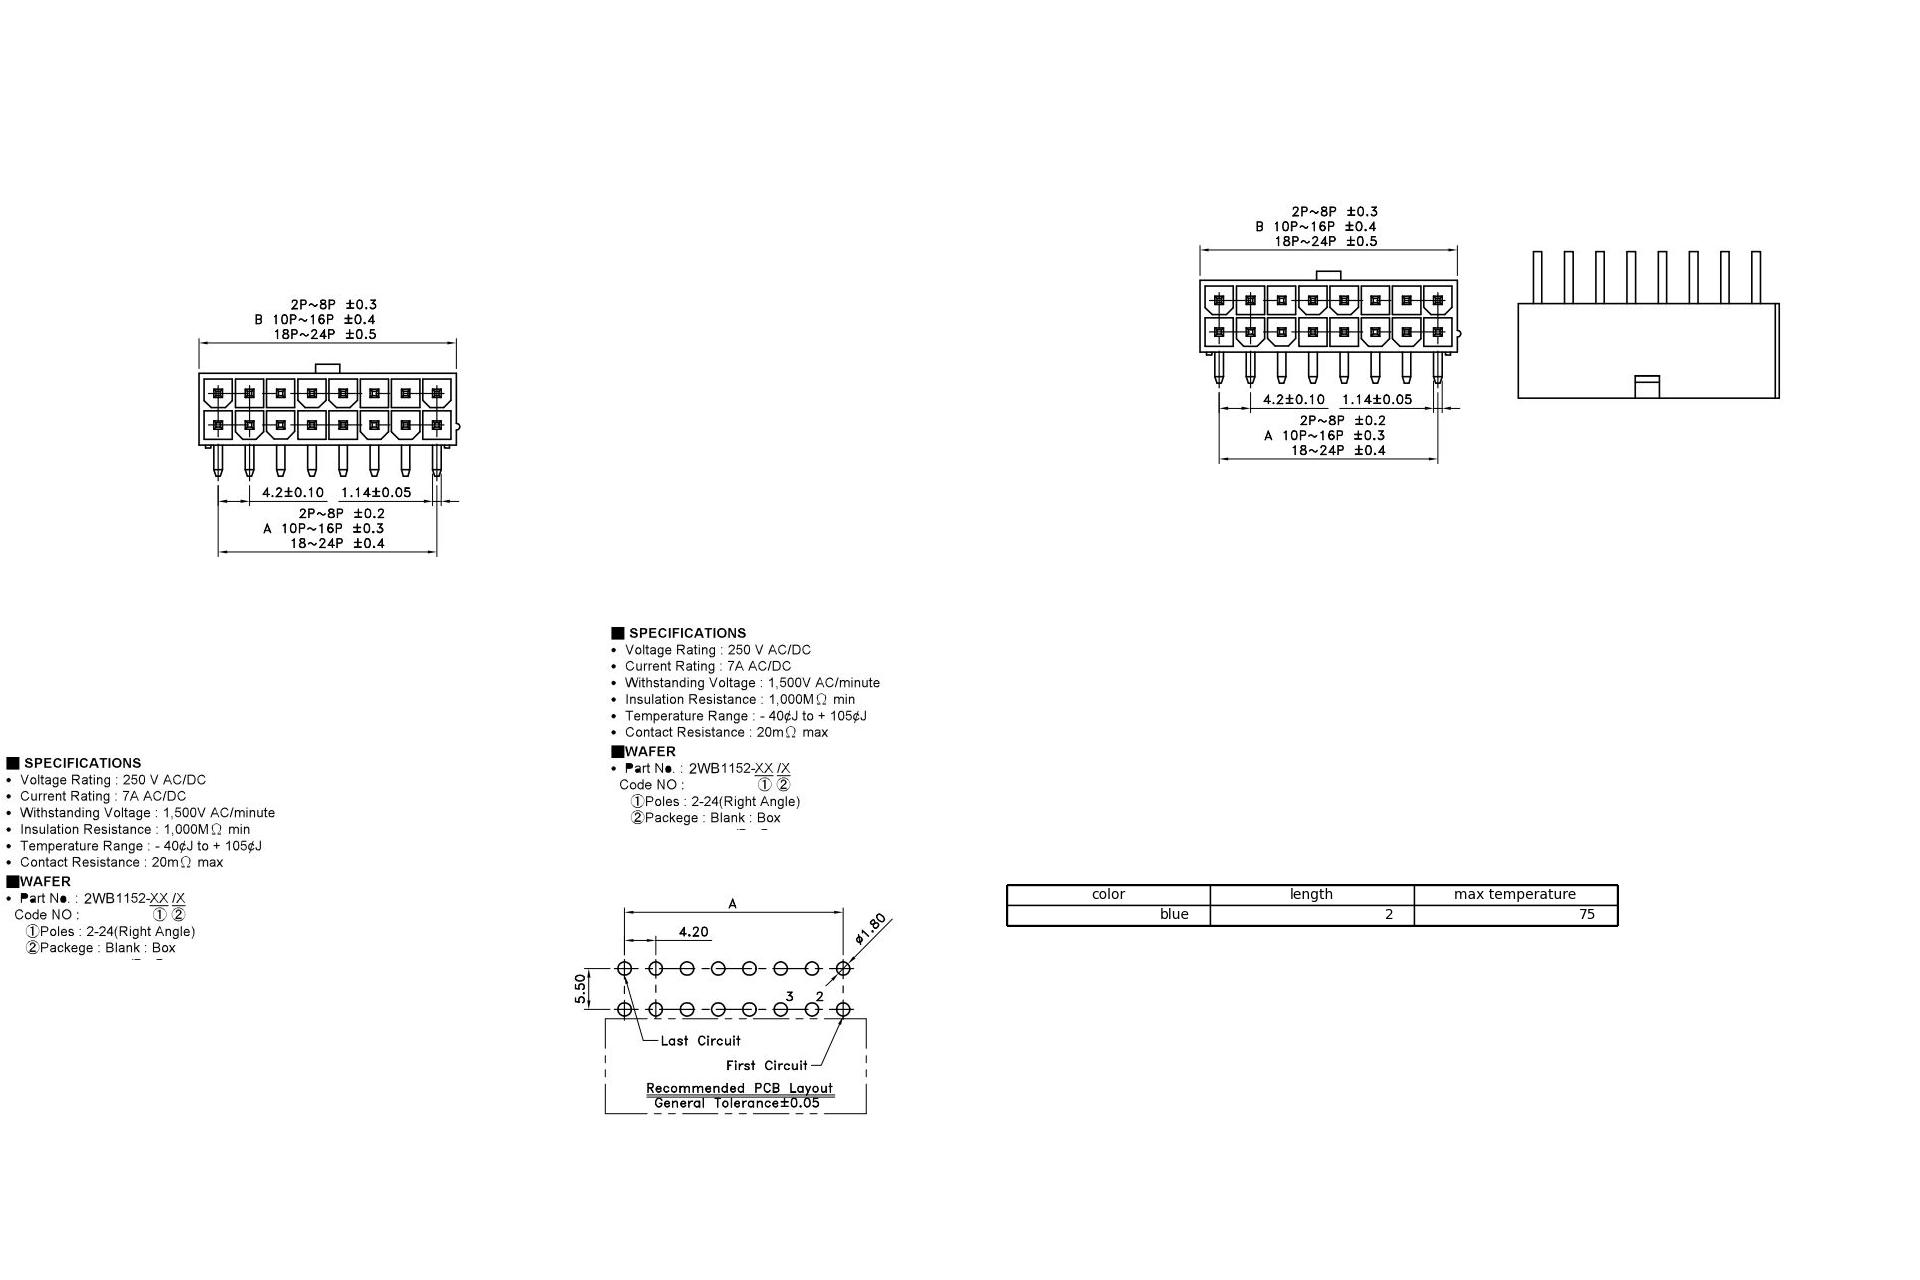 2P~8P ±0.3
B 10P~16P ±0.4
18P~24P ±0.5
4.2±0.10 1.14±0.05
2P~8P ±0.2
A 10P~16P ±0.3
18~24P ±0.4
2P~8P ±0.3
B 10P~16P ±0.4
18P~24P ±0.5
4.2±0.10 1.14±0.05
2P~8P ±0.2
A 10P~16P ±0.3
18~24P ±0.4
■ SPECIFICATIONS
• Voltage Rating : 250 V AC/DC
• Current Rating : 7A AC/DC
• Withstanding Voltage : 1,500V AC/minute
• Insulation Resistance : 1,000MΩ min
• Temperature Range : - 40¢J to + 105¢J
• Contact Resistance : 20mΩ max
■WAFER
• Part No. : 2WB1152-XX /X
Code NO : ① ②
①Poles : 2-24(Right Angle)
②Packege : Blank : Box
■ SPECIFICATIONS
• Voltage Rating : 250 V AC/DC
• Current Rating : 7A AC/DC
• Withstanding Voltage : 1,500V AC/minute
• Insulation Resistance : 1,000MΩ min
• Temperature Range : - 40¢J to + 105¢J
• Contact Resistance : 20mΩ max
■WAFER
• Part No. : 2WB1152-XX /X
Code NO : ① ②
①Poles : 2-24(Right Angle)
②Packege : Blank : Box
A
4.20
ø1.80
5.50
3 2
Last Circuit
First Circuit
Recommended PCB Layout
General Tolerance±0.05
color length max temperature
blue 2 75